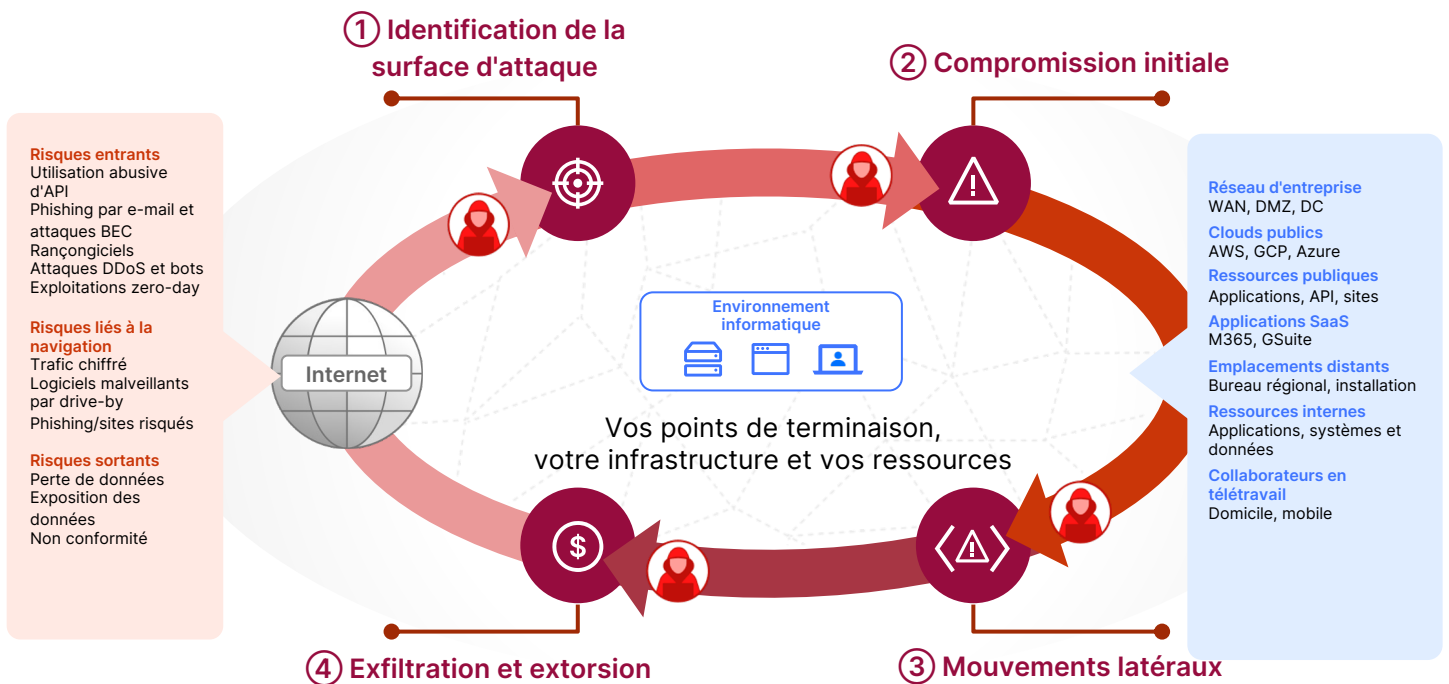 ① Identification de la
surface d'attaque
② Compromission initiale
Risques entrants
Utilisation abusive
d'API
Phishing par e-mail et
attaques BEC
Rançongiciels
Attaques DDoS et bots
Exploitations zero-day
Risques liés à la
navigation
Trafic chiffré
Logiciels malveillants
par drive-by
Phishing/sites risqués
Risques sortants
Perte de données
Exposition des
données
Non conformité
Internet
Environnement
informatique
Vos points de terminaison,
votre infrastructure et vos ressources
$
Réseau d'entreprise
WAN, DMZ, DC
Clouds publics
AWS, GCP, Azure
Ressources publiques
Applications, API, sites
Applications SaaS
M365, GSuite
Emplacements distants
Bureau régional, installation
Ressources internes
Applications, systèmes et
données
Collaborateurs en
télétravail
Domicile, mobile
④ Exfiltration et extorsion
③ Mouvements latéraux